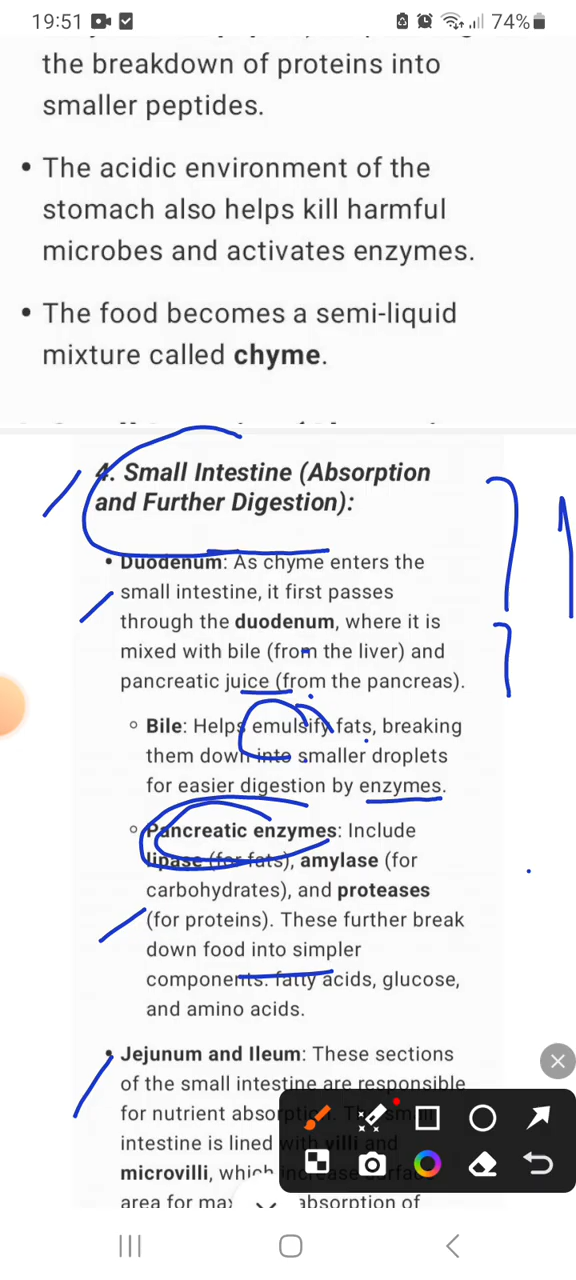 19:51 74%
the breakdown of proteins into
smaller peptides.
• The acidic environment of the
stomach also helps kill harmful
microbes and activates enzymes.
• The food becomes a semi-liquid
mixture called chyme.
4. Small Intestine (Absorption
and Further Digestion):
• Duodenum: As chyme enters the
small intestine, it first passes
through the duodenum, where it is
mixed with bile (from the liver) and
pancreatic juice (from the pancreas).
○ Bile: Helps emulsify fats, breaking
them down into smaller droplets
for easier digestion by enzymes.
○ Pancreatic enzymes: Include
lipase (for fats), amylase (for
carbohydrates), and proteases
(for proteins). These further break
down food into simpler
components: fatty acids, glucose,
and amino acids.
• Jejunum and Ileum: These sections
of the small intestine are responsible
for nutrient absorption. The small
intestine is lined with villi and
microvilli, which increase surface
area for absorption of